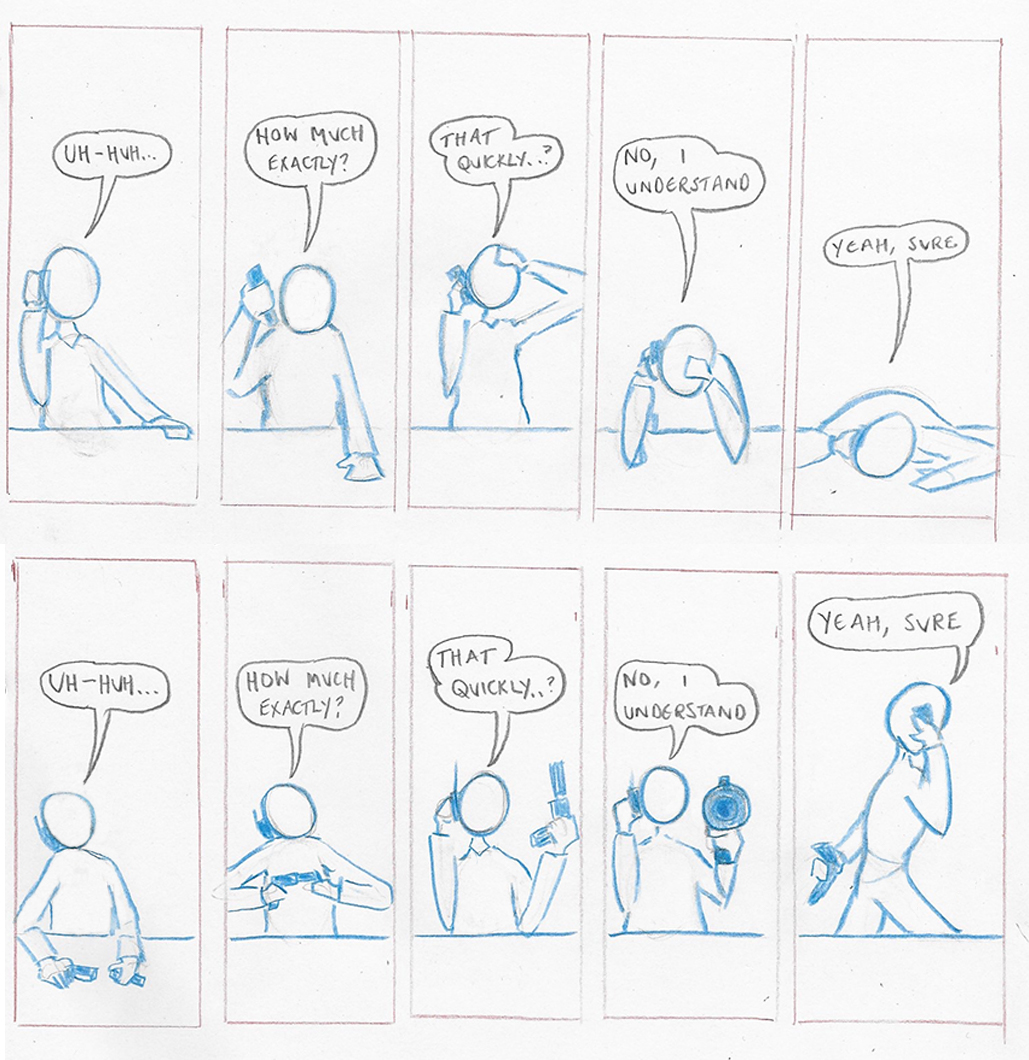 UH-HUH...
HOW MUCH
EXACTLY?
THAT
QUICKLY..?
NO, I
UNDERSTAND
YEAH, SURE
UH-HUH...
HOW MUCH
EXACTLY?
THAT
QUICKLY..?
NO, I
UNDERSTAND
YEAH, SURE